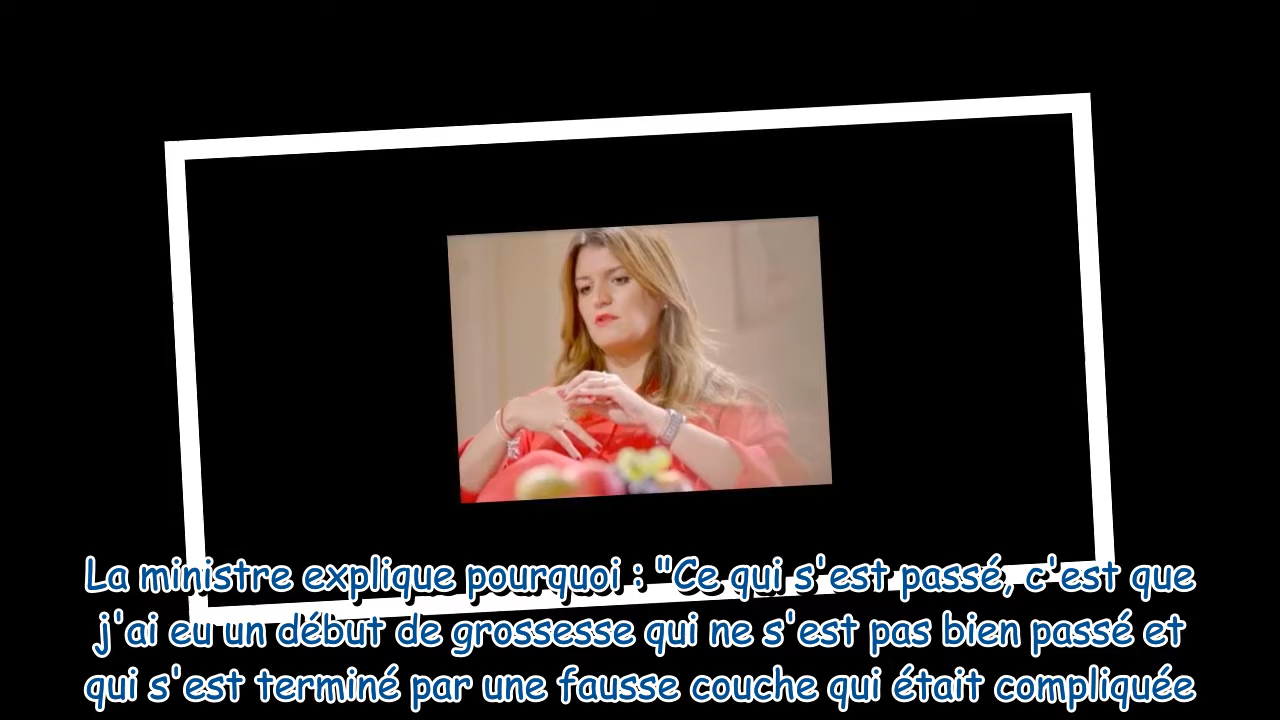 La ministre explique pourquoi : "Ce qui s'est passé, c'est que
j'ai eu un début de grossesse qui ne s'est pas bien passé et
qui s'est terminé par une fausse couche qui était compliquée